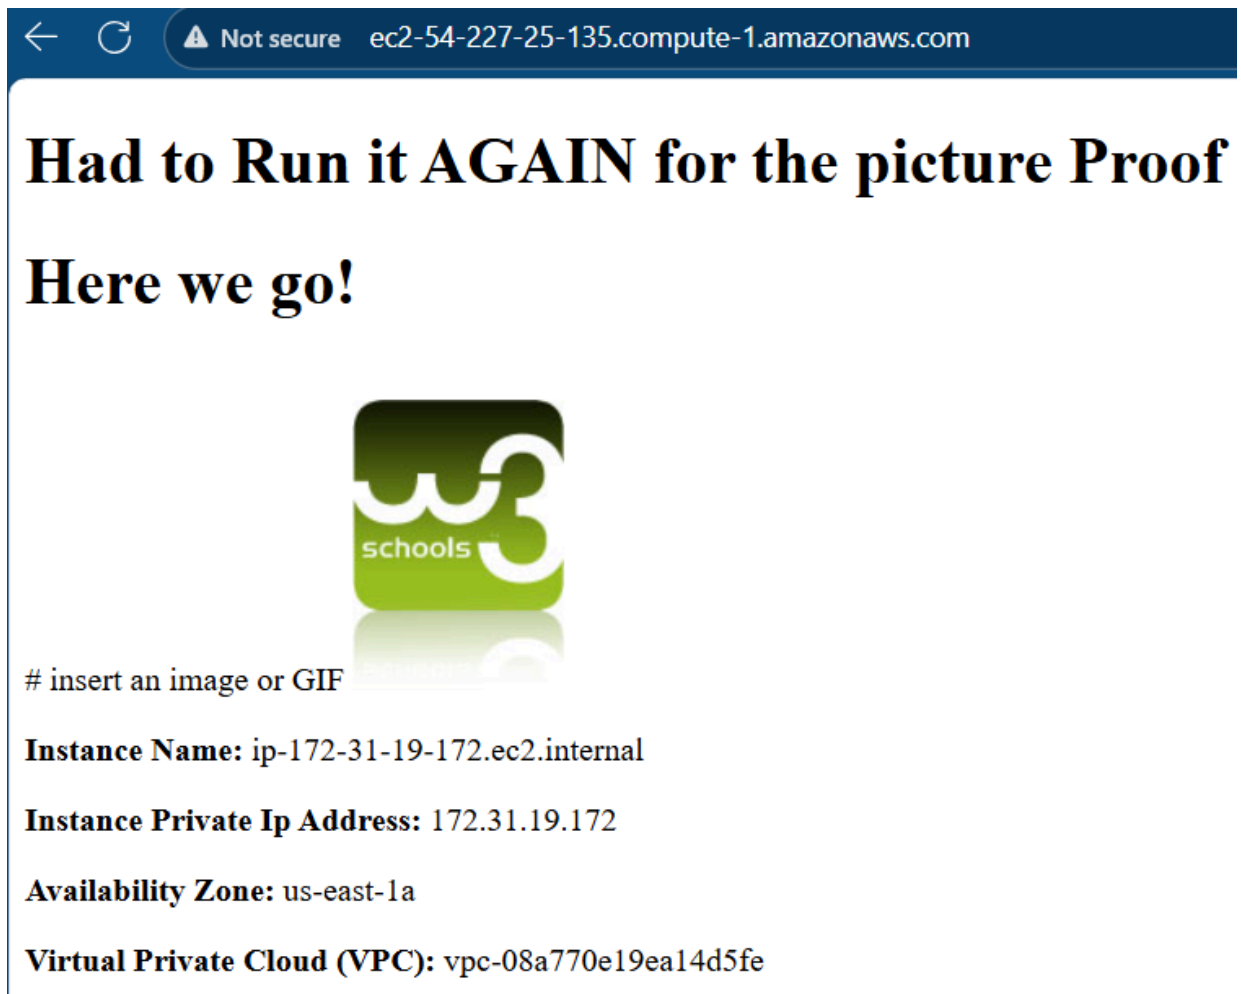 Not secure ec2-54-227-25-135.compute-1.amazonaws.com
Had to Run it AGAIN for the picture Proof
Here we go!
w3
schools
# insert an image or GIF
Instance Name: ip-172-31-19-172.ec2.internal
Instance Private Ip Address: 172.31.19.172
Availability Zone: us-east-1a
Virtual Private Cloud (VPC): vpc-08a770e19ea14d5fe